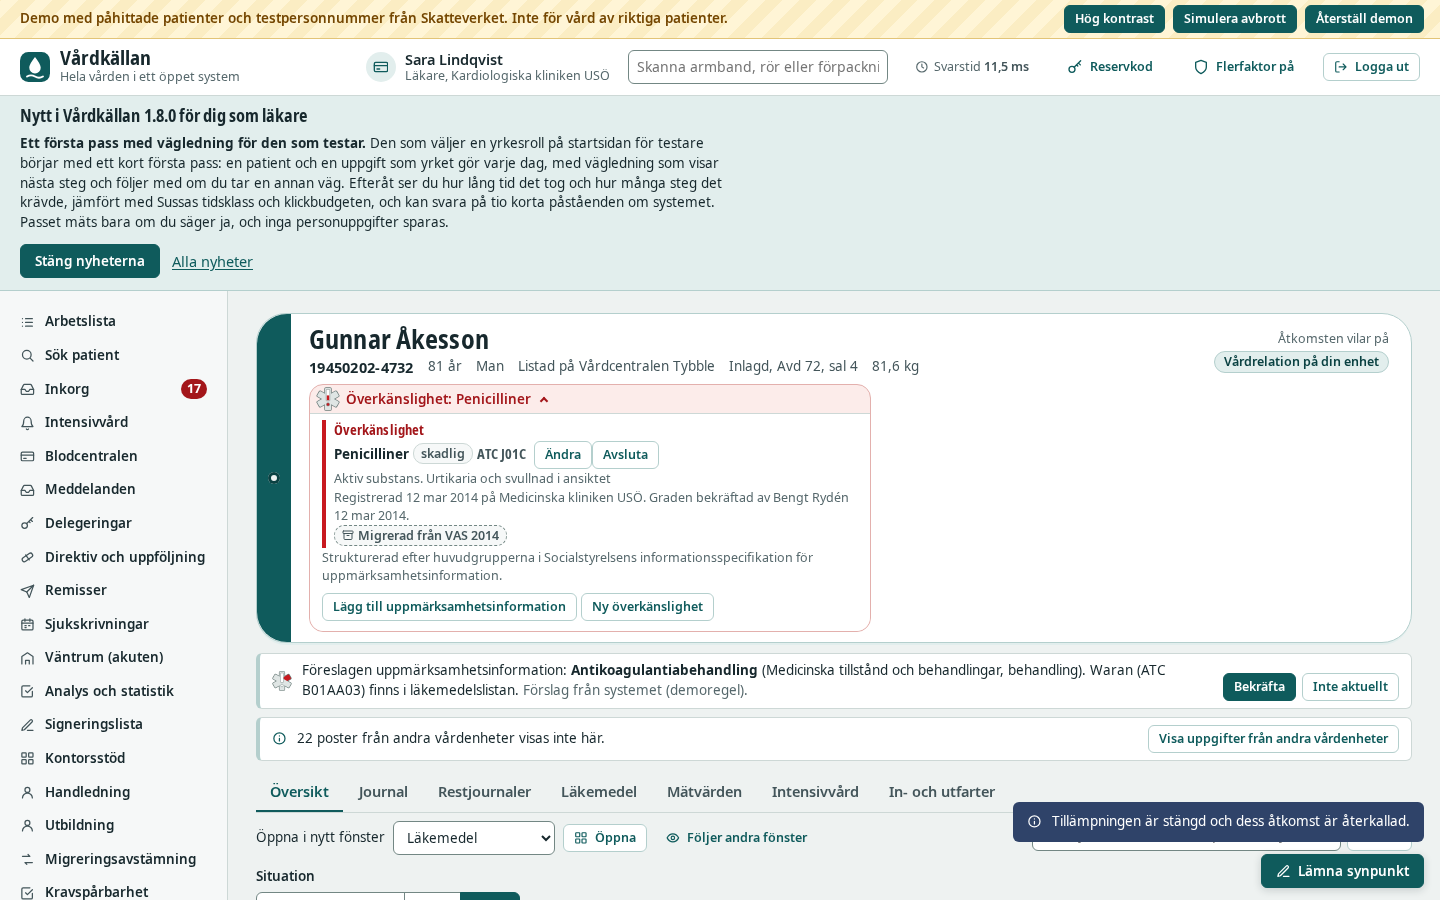 Demo med påhittade patienter och testpersonnummer från Skatteverket. Inte för vård av riktiga patienter.
Hög kontrast
Simulera avbrott
Återställ demon
Vårdkällan
Hela vården i ett öppet system
Sara Lindqvist
Läkare, Kardiologiska kliniken USÖ
Skanna armband, rör eller förpackni
Svarstid 11,5 ms
Reservkod
Flerfaktor på
Logga ut
Nytt i Vårdkällan 1.8.0 för dig som läkare
Ett första pass med vägledning för den som testar. Den som väljer en yrkesroll på startsidan för testare
börjar med ett kort första pass: en patient och en uppgift som yrket gör varje dag, med vägledning som visar
nästa steg och följer med om du tar en annan väg. Efteråt ser du hur lång tid det tog och hur många steg det
krävde, jämfört med Sussas tidsklass och klickbudgeten, och kan svara på tio korta påståenden om systemet.
Passet mäts bara om du säger ja, och inga personuppgifter sparas.
Stäng nyheterna
Alla nyheter
Arbetslista
Sök patient
Inkorg
17
Intensivvård
Blodcentralen
Meddelanden
Delegeringar
Direktiv och uppföljning
Remisser
Sjukskrivningar
Väntrum (akuten)
Analys och statistik
Signeringslista
Kontorsstöd
Handledning
Utbildning
Migreringsavstämning
Kravspårbarhet
Gunnar Åkesson
19450202-4732
81 år
Man
Listad på Vårdcentralen Tybble
Inlagd, Avd 72, sal 4
81,6 kg
Åtkomsten vilar på
Vårdrelation på din enhet
Överkänslighet: Penicilliner
Överkänslighet
Penicilliner
skadlig
ATC J01C
Ändra
Avsluta
Aktiv substans. Urtikaria och svullnad i ansiktet
Registrerad 12 mar 2014 på Medicinska kliniken USÖ. Graden bekräftad av Bengt Rydén
12 mar 2014.
Migrerad från VAS 2014
Strukturerad efter huvudgrupperna i Socialstyrelsens informationsspecifikation för
uppmärksamhetsinformation.
Lägg till uppmärksamhetsinformation
Ny överkänslighet
Föreslagen uppmärksamhetsinformation: Antikoagulantiabehandling (Medicinska tillstånd och behandlingar, behandling). Waran (ATC
B01AA03) finns i läkemedelslistan. Förslag från systemet (demoregel).
Bekräfta
Inte aktuellt
22 poster från andra vårdenheter visas inte här.
Visa uppgifter från andra vårdenheter
Översikt
Journal
Restjournaler
Läkemedel
Mätvärden
Intensivvård
In- och utfarter
Öppna i nytt fönster
Läkemedel
Öppna
Följer andra fönster
Tillämpningen är stängd och dess åtkomst är återkallad.
Lämna synpunkt
Situation